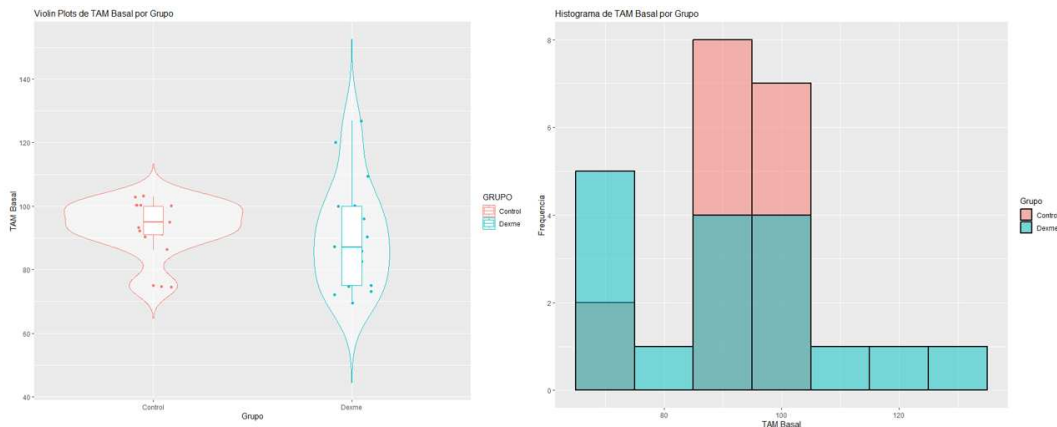 Violin Plots de TAM Basal por Grupo
140
120
100
80
60
40
TAM Basal
Control
Dexme
Grupo
GRUPO
Control
Dexme
Histograma de TAM Basal por Grupo
8
6
4
2
0
Frequencia
80
100
120
TAM Basal
Grupo
Control
Dexme